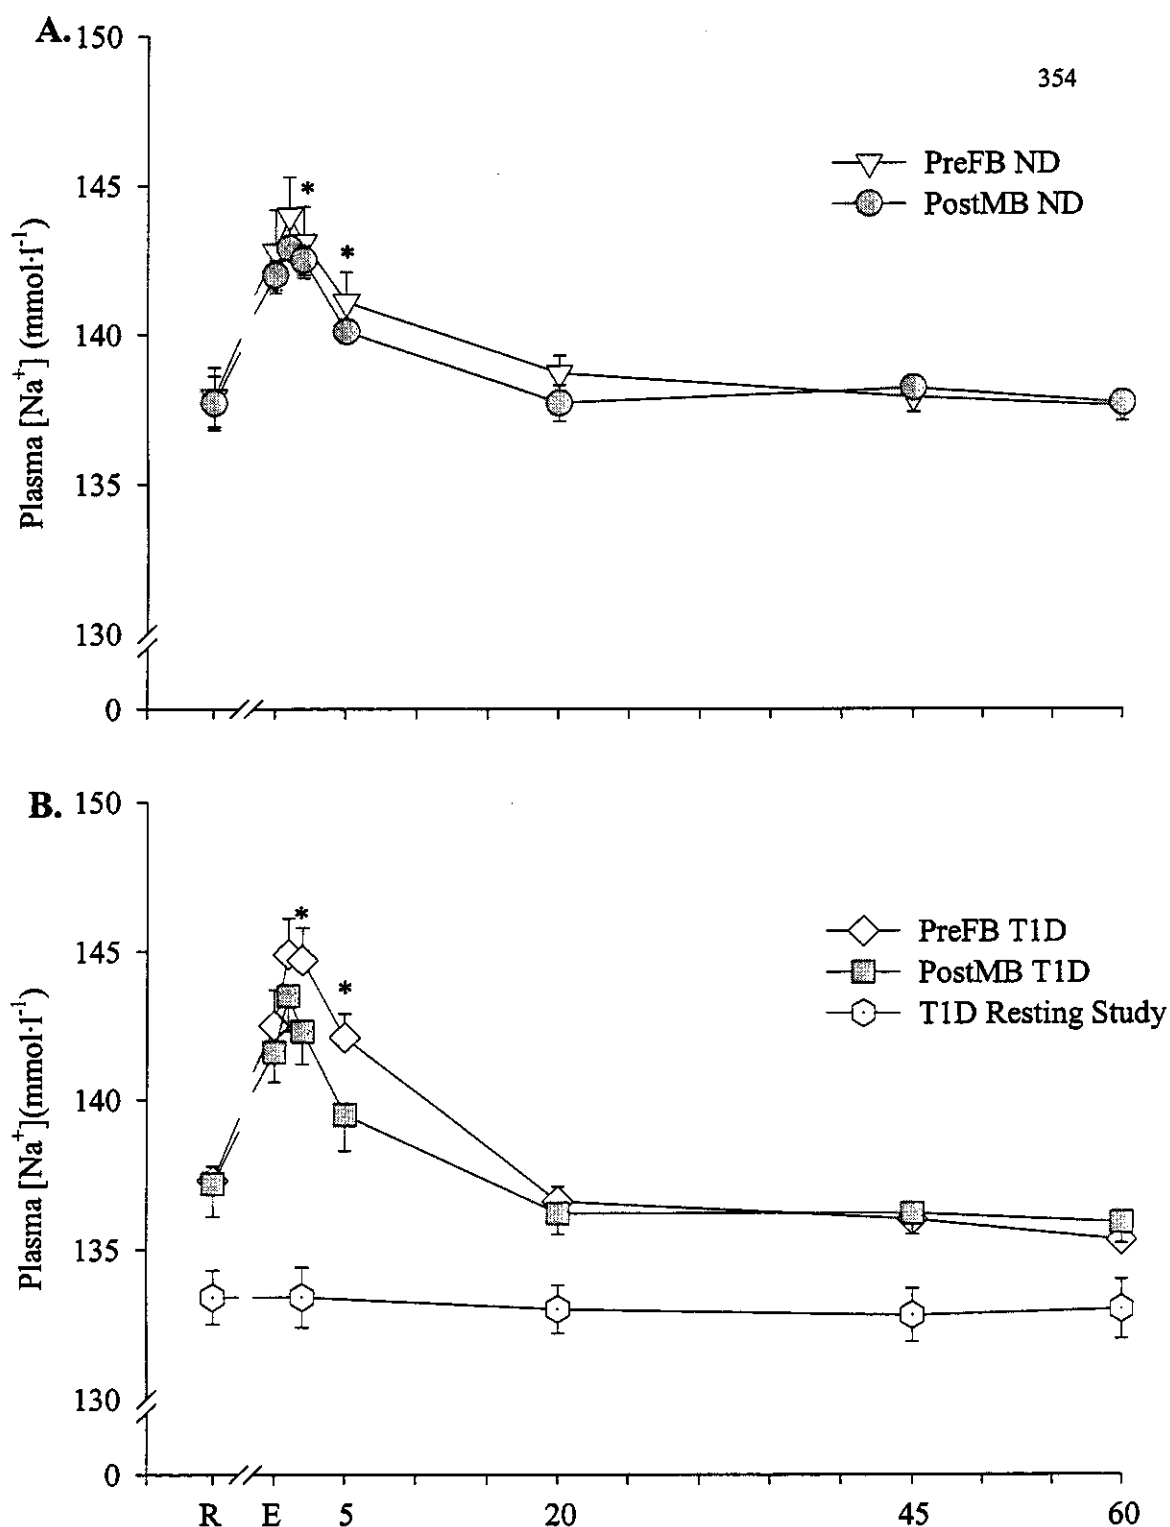 A.
150
354
145
140
135
130
0
Plasma [Na⁺] (mmol·l⁻¹)
PreFB ND
PostMB ND
*
*
B.
150
145
140
135
130
0
Plasma [Na⁺](mmol·l⁻¹)
PreFB T1D
PostMB T1D
T1D Resting Study
*
*
R E 5 20 45 60